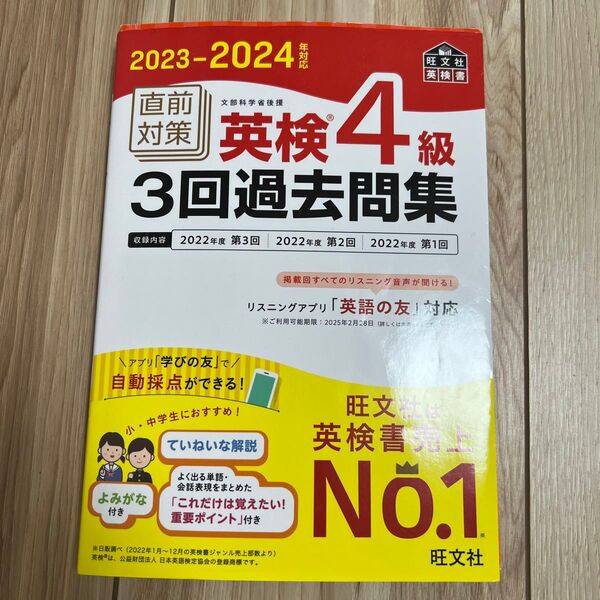 2023-2024年対応
旺文社
英検書
直前
対策
文部科学省後援
英検®4級
3回過去問集
収録内容 2022年度 第3回 2022年度 第2回 2022年度 第1回
掲載回すべてのリスニング音声が聞ける!
リスニングアプリ「英語の友」対応
※ご利用可能期限:2025年2月28日
アプリ「学びの友」で
自動採点ができる!
小・中学生におすすめ!
ていねいな解説
よみがな
付き
よく出る単語・
会話表現をまとめた
「これだけは覚えたい!
重要ポイント」付き
旺文社は
英検書売上
No.1※
※日販調べ(2022年1月〜12月の英検書ジャンル売上部数より)
英検®は、公益財団法人 日本英語検定協会の登録商標です。
旺文社